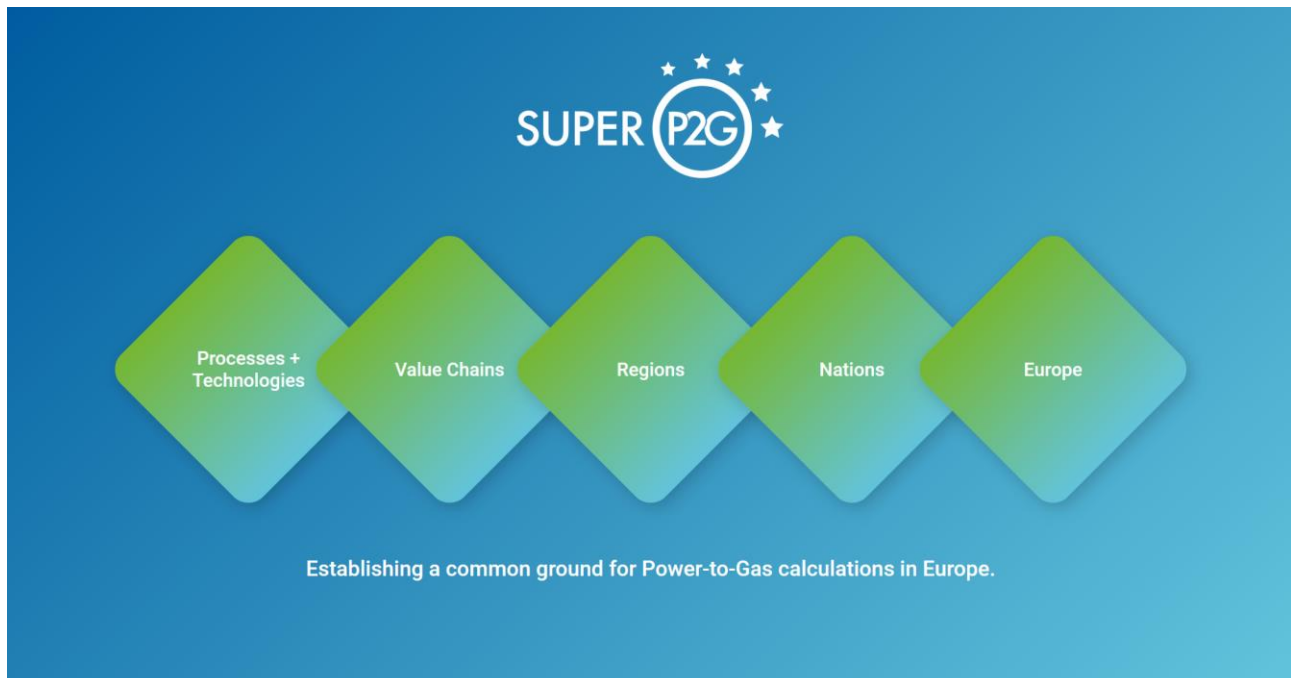 SUPER P2G
Processes +
Technologies
Value Chains
Regions
Nations
Europe
Establishing a common ground for Power-to-Gas calculations in Europe.